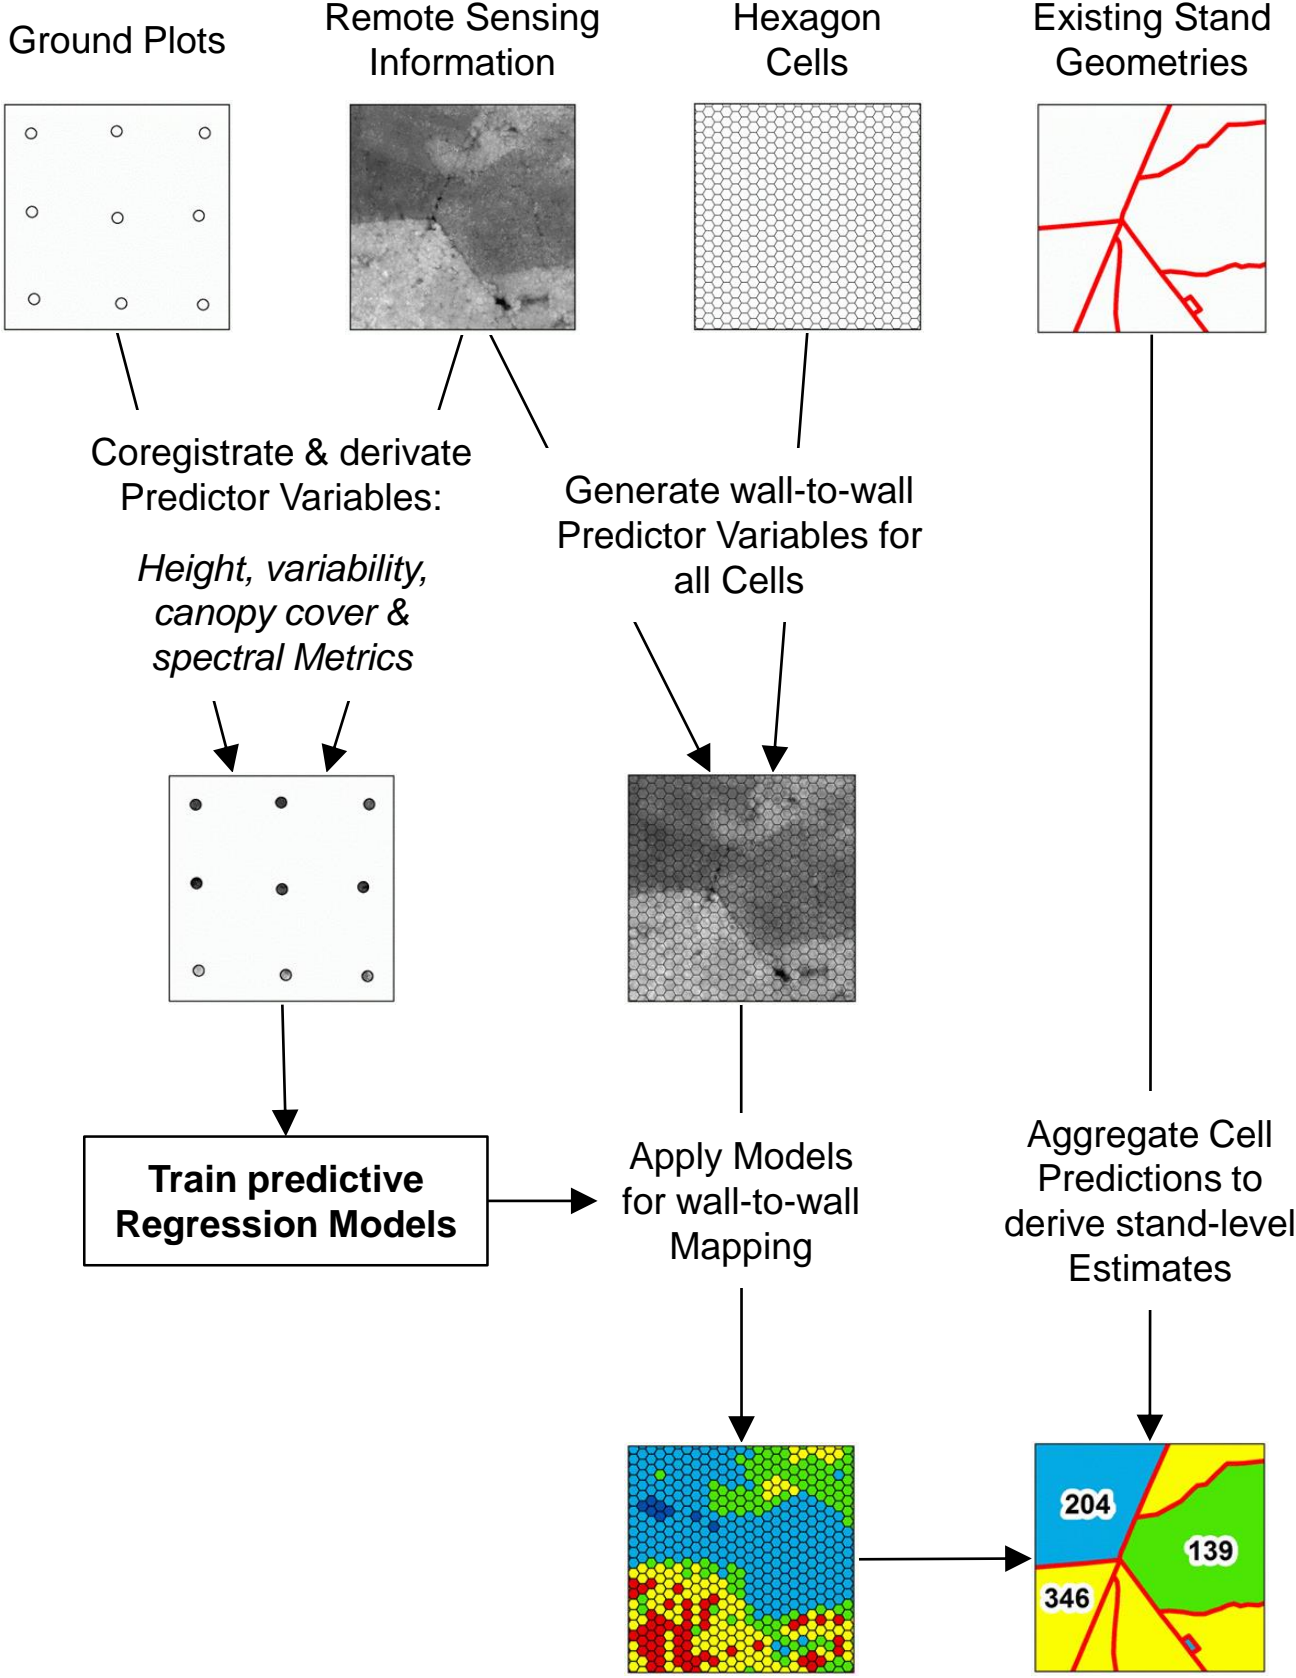 Ground Plots
Remote Sensing
Information
Hexagon
Cells
Existing Stand
Geometries
Coregistrate & derivate
Predictor Variables:
Height, variability,
canopy cover &
spectral Metrics
Generate wall-to-wall
Predictor Variables for
all Cells
Train predictive
Regression Models
Apply Models
for wall-to-wall
Mapping
Aggregate Cell
Predictions to
derive stand-level
Estimates
204
139
346